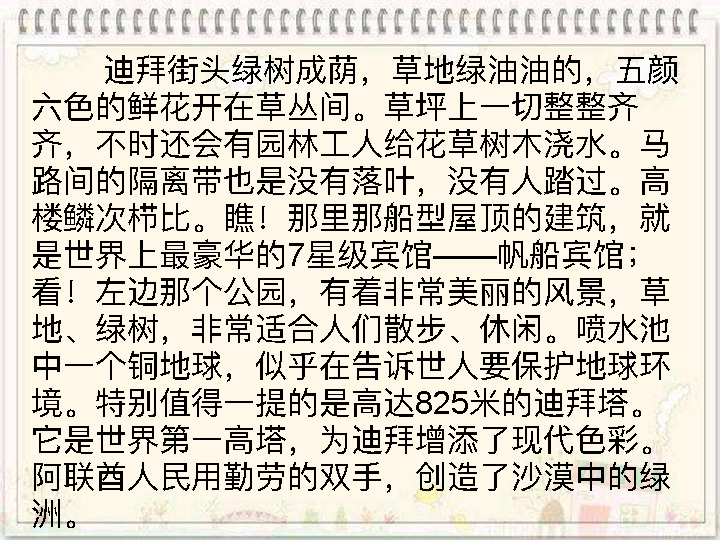 迪拜街头绿树成荫，草地绿油油的，五颜
六色的鲜花开在草丛间。草坪上一切整整齐
齐，不时还会有园林工人给花草树木浇水。马
路间的隔离带也是没有落叶，没有人踏过。高
楼鳞次栉比。瞧！那里那船型屋顶的建筑，就
是世界上最豪华的7星级宾馆——帆船宾馆；
看！左边那个公园，有着非常美丽的风景，草
地、绿树，非常适合人们散步、休闲。喷水池
中一个铜地球，似乎在告诉世人要保护地球环
境。特别值得一提的是高达825米的迪拜塔。
它是世界第一高塔，为迪拜增添了现代色彩。
阿联酋人民用勤劳的双手，创造了沙漠中的绿
洲。